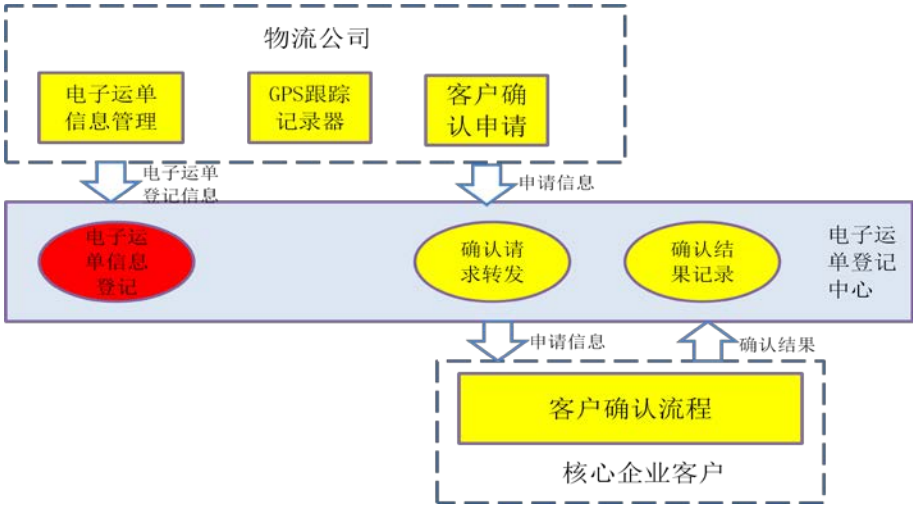 物流公司
电子运单
信息管理
GPS跟踪
记录器
客户确
认申请
电子运单
登记信息
申请信息
电子运
单信息
登记
确认请
求转发
确认结
果记录
电子运
单登记
中心
申请信息
确认结果
客户确认流程
核心企业客户